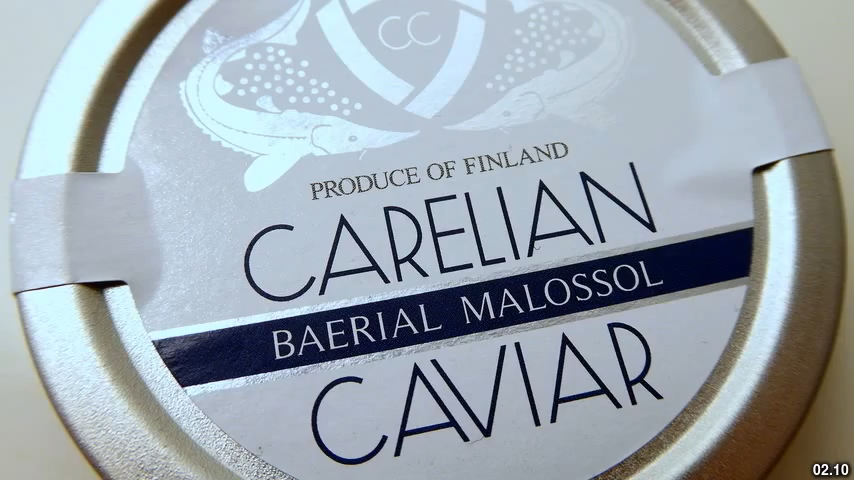 CC
PRODUCE OF FINLAND
CARELIAN
BAERIAL MALOSSOL
CAVIAR
02.10